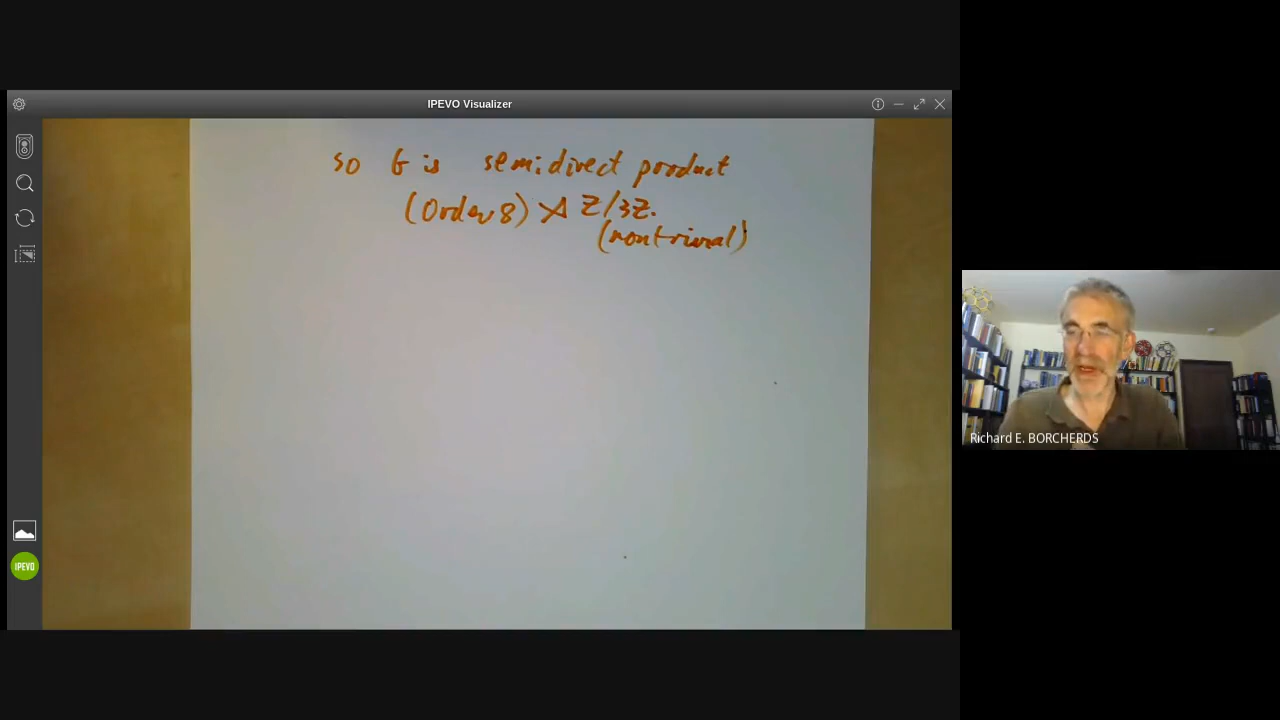 IPEVO Visualizer
so G is semidirect product
(Order 8) ⋊ Z/3Z.
(nontrivial)
IPEVO
Richard E. BORCHERDS